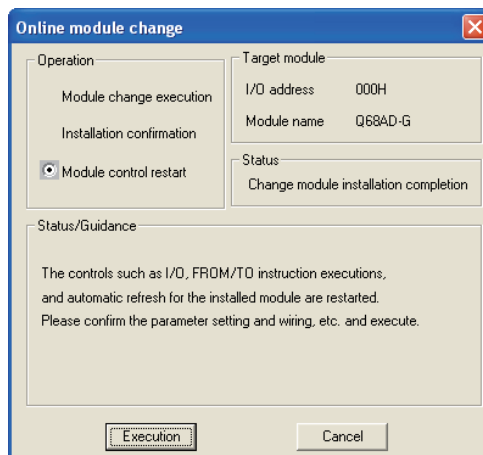 Online module change
Operation
Module change execution
Installation confirmation
Module control restart
Target module
I/O address 000H
Module name Q68AD-G
Status
Change module installation completion
Status/Guidance
The controls such as I/O, FROM/TO instruction executions,
and automatic refresh for the installed module are restarted.
Please confirm the parameter setting and wiring, etc. and execute.
Execution Cancel